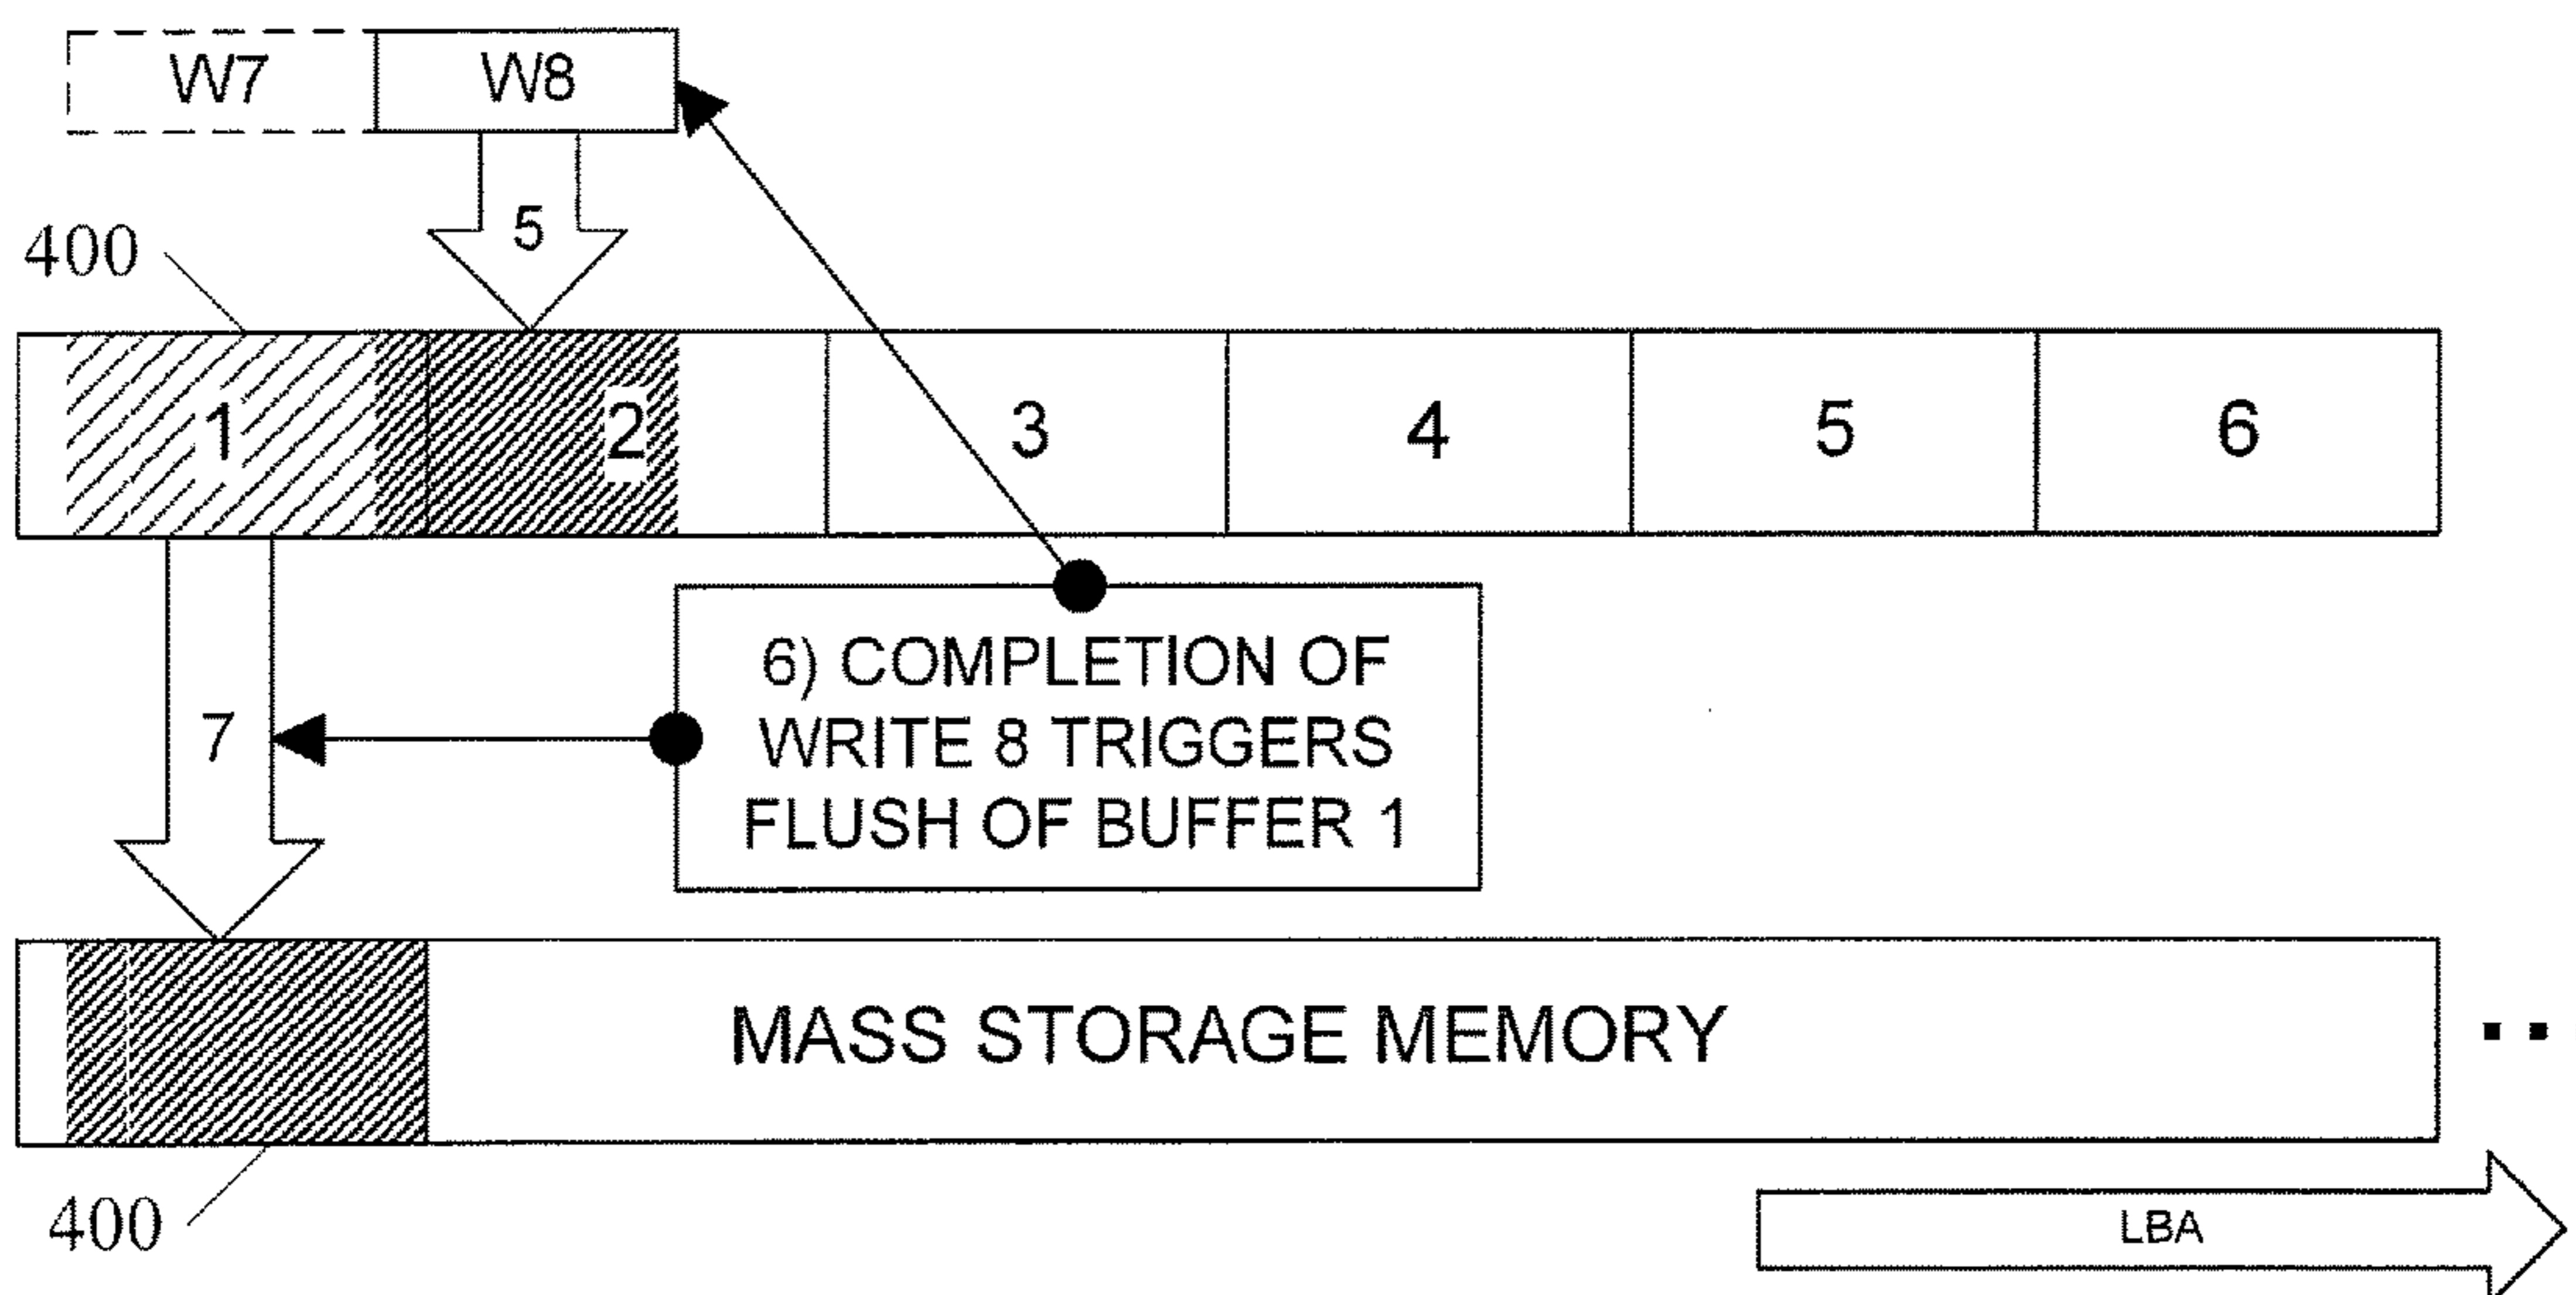 W7 W8
5
400
1 2 3 4 5 6
6) COMPLETION OF
WRITE 8 TRIGGERS
FLUSH OF BUFFER 1
7
MASS STORAGE MEMORY
400
LBA